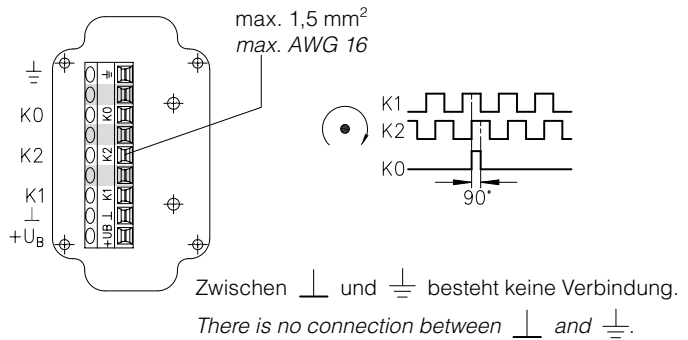 max. 1,5 mm²
max. AWG 16
K0
K2
K1
⊥
+UB
⏚
K0
K2
K1
⊥
+UB
K1
K2
K0
90°
Zwischen ⊥ und ⏚ besteht keine Verbindung.
There is no connection between ⊥ and ⏚.